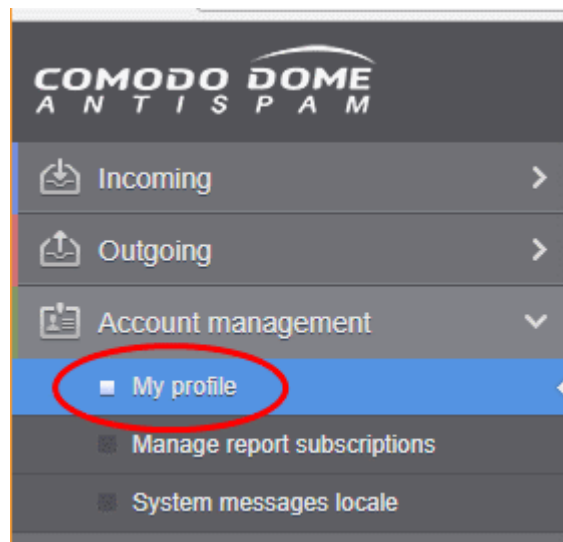 COMODO DOME
ANTISPAM
Incoming
Outgoing
Account management
My profile
Manage report subscriptions
System messages locale